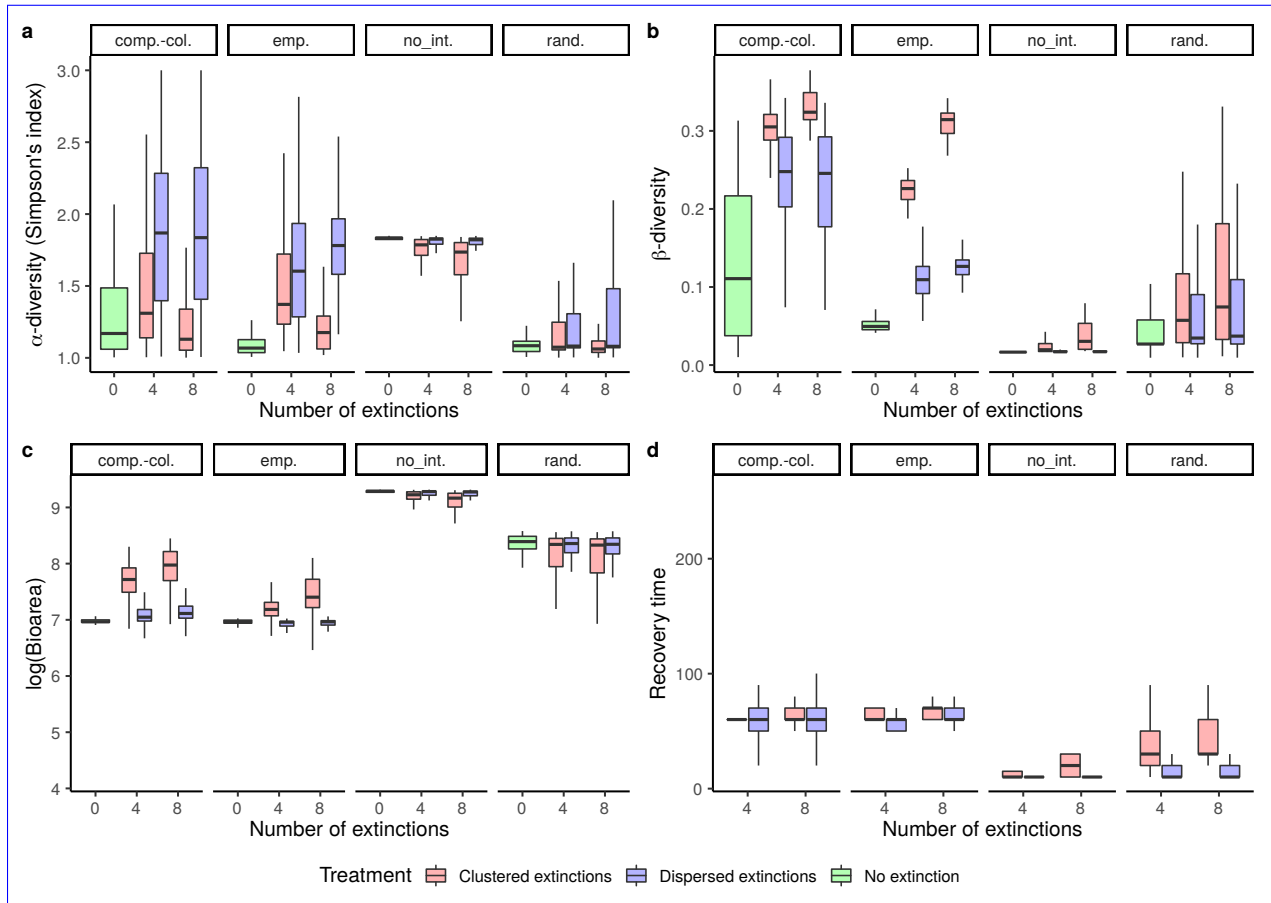 a
comp.-col. emp. no_int. rand.
α-diversity (Simpson's index)
3.0
2.5
2.0
1.5
1.0
0 4 8 0 4 8 0 4 8 0 4 8
Number of extinctions
b
comp.-col. emp. no_int. rand.
β-diversity
0.3
0.2
0.1
0.0
0 4 8 0 4 8 0 4 8 0 4 8
Number of extinctions
c
comp.-col. emp. no_int. rand.
log(Bioarea)
9
8
7
6
5
4
0 4 8 0 4 8 0 4 8 0 4 8
Number of extinctions
d
comp.-col. emp. no_int. rand.
Recovery time
200
100
0
4 8 4 8 4 8 4 8
Number of extinctions
Treatment Clustered extinctions Dispersed extinctions No extinction